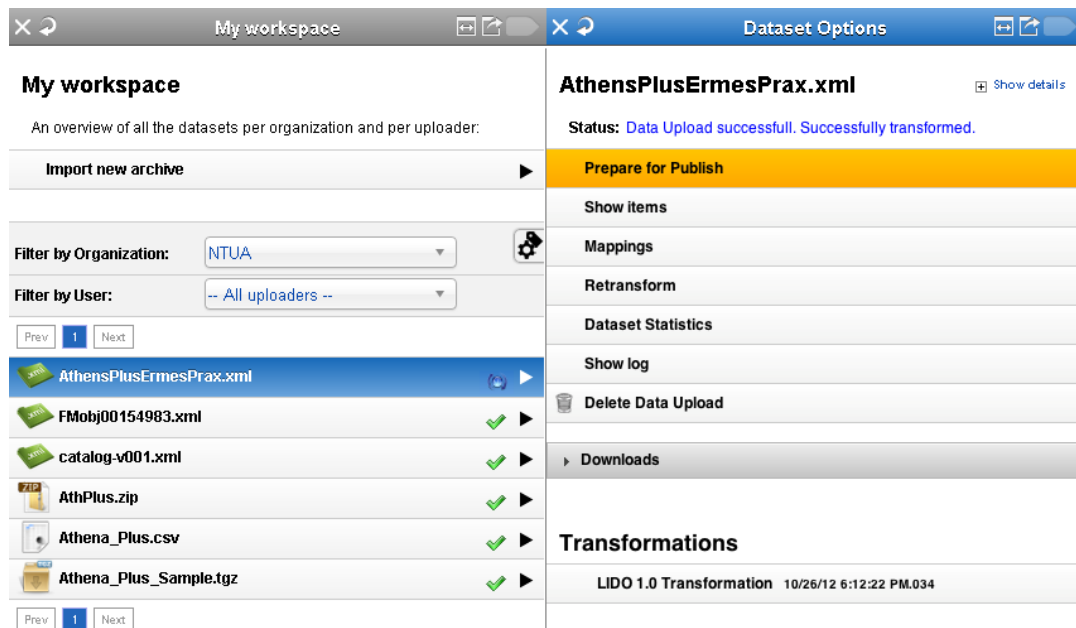 My workspace
My workspace
An overview of all the datasets per organization and per uploader:
Import new archive
Filter by Organization: NTUA
Filter by User: -- All uploaders --
Prev 1 Next
AthensPlusErmesPrax.xml
FMobj00154983.xml
catalog-v001.xml
AthPlus.zip
Athena_Plus.csv
Athena_Plus_Sample.tgz
Prev 1 Next
Dataset Options
AthensPlusErmesPrax.xml Show details
Status: Data Upload successfull. Successfully transformed.
Prepare for Publish
Show items
Mappings
Retransform
Dataset Statistics
Show log
Delete Data Upload
Downloads
Transformations
LIDO 1.0 Transformation 10/26/12 6:12:22 PM.034